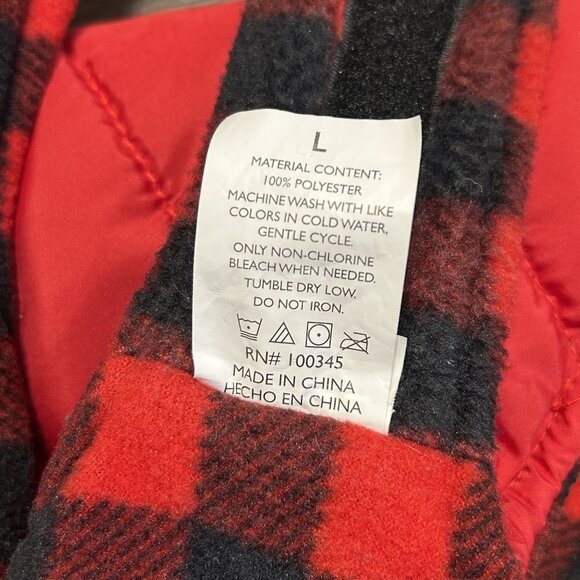 L
MATERIAL CONTENT:
100% POLYESTER
MACHINE WASH WITH LIKE
COLORS IN COLD WATER,
GENTLE CYCLE.
ONLY NON-CHLORINE
BLEACH WHEN NEEDED.
TUMBLE DRY LOW.
DO NOT IRON.
RN# 100345
MADE IN CHINA
HECHO EN CHINA